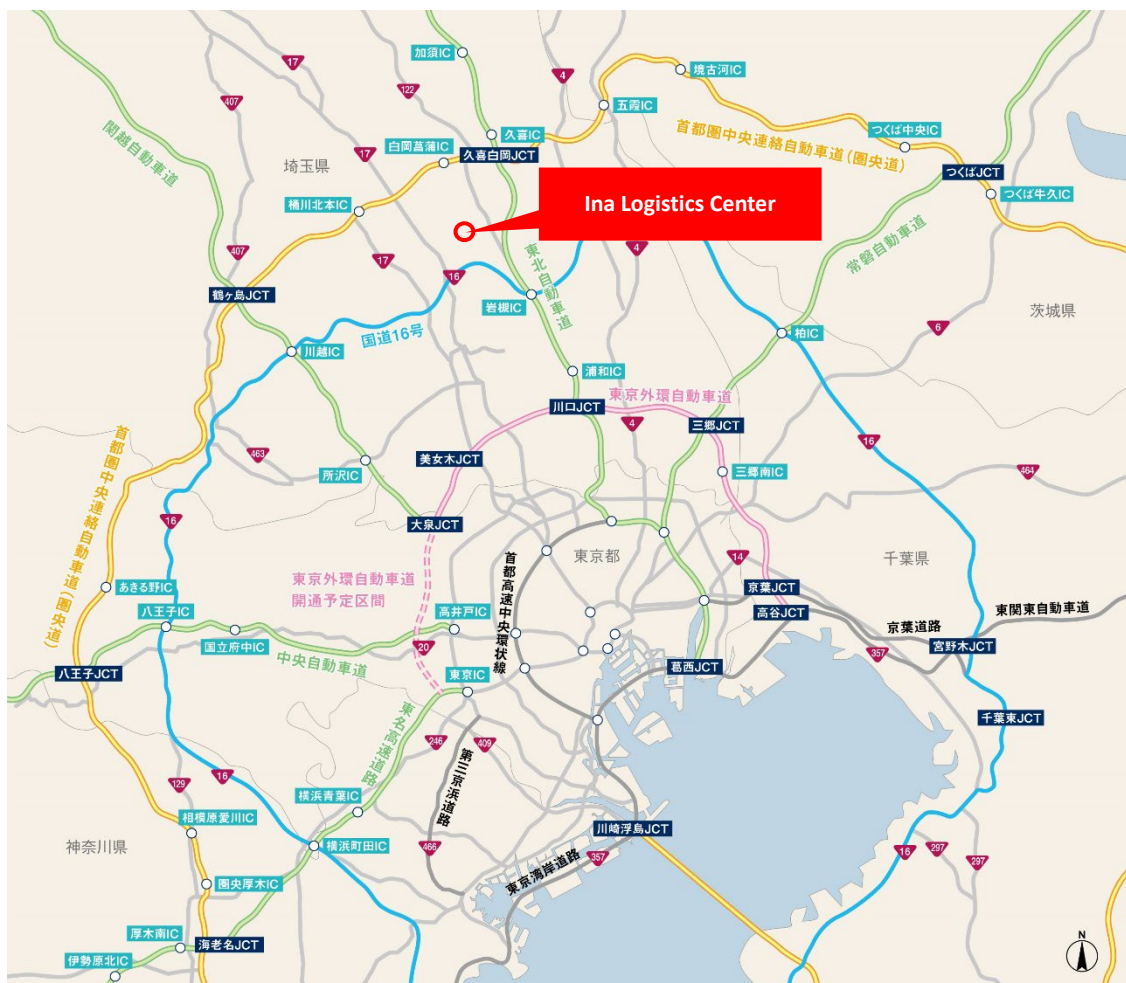 加須IC
17
4
境古河IC
122
407
五霞IC
関越自動車道
首都圏中央連絡自動車道(圏央道)
つくば中央IC
久喜IC
白岡菖蒲IC
久喜白岡JCT
17
埼玉県
つくばJCT
つくば牛久IC
桶川北本IC
Ina Logistics Center
407
17
4
常磐自動車道
16
東北自動車道
鶴ヶ島JCT
岩槻IC
茨城県
国道16号
6
柏IC
川越IC
浦和IC
東京外環自動車道
川口JCT
4
三郷JCT
16
首都圏中央連絡自動車道(圏央道)
463
美女木JCT
所沢IC
三郷南IC
464
16
大泉JCT
首都高速中央環状線
東京都
14
千葉県
東京外環自動車道
開通予定区間
あきる野IC
京葉JCT
八王子IC
高井戸IC
高谷JCT
東関東自動車道
京葉道路
国立府中IC
20
357
宮野木JCT
中央自動車道
八王子JCT
葛西JCT
東京IC
千葉東JCT
東名高速道路
246
409
第三京浜道路
16
129
横浜青葉IC
相模原愛川IC
川崎浮島JCT
神奈川県
横浜町田IC
466
357
16
297
297
東京湾岸道路
圏央厚木IC
厚木南IC
海老名JCT
伊勢原北IC
N